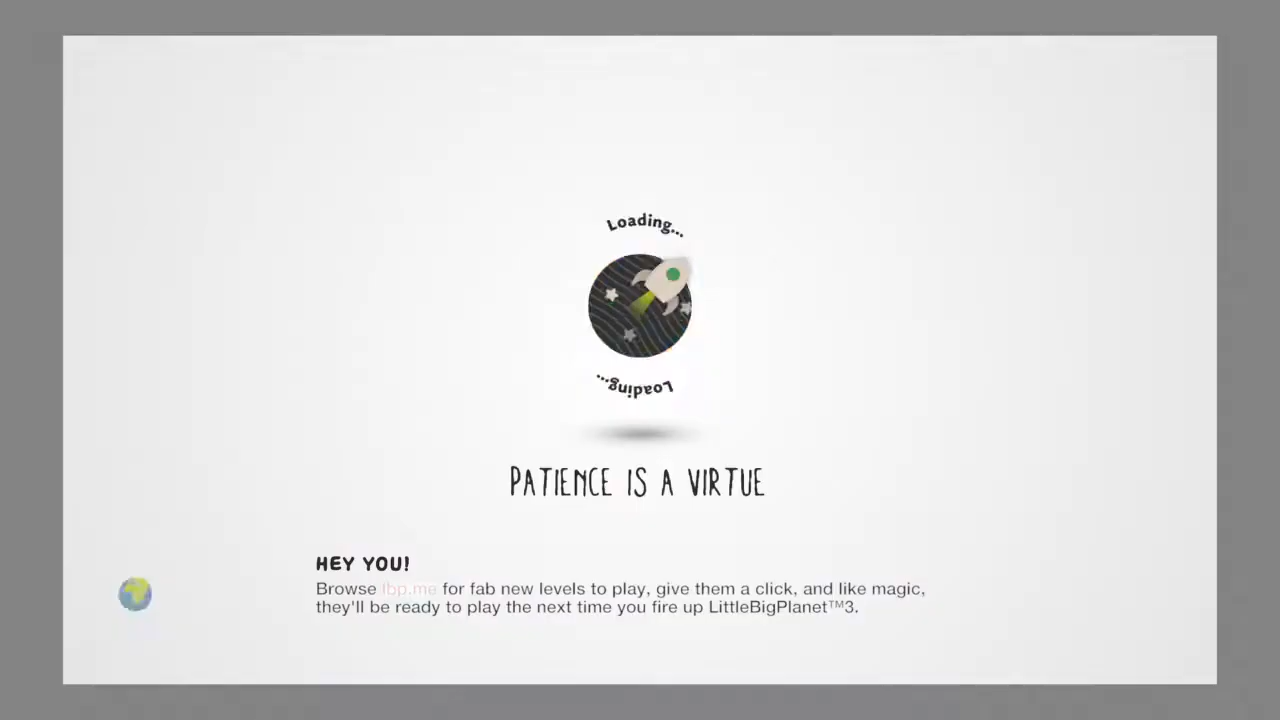 Loading...
Loading...
PATIENCE IS A VIRTUE
HEY YOU!
Browse lbp.me for fab new levels to play, give them a click, and like magic,
they'll be ready to play the next time you fire up LittleBigPlanet™3.